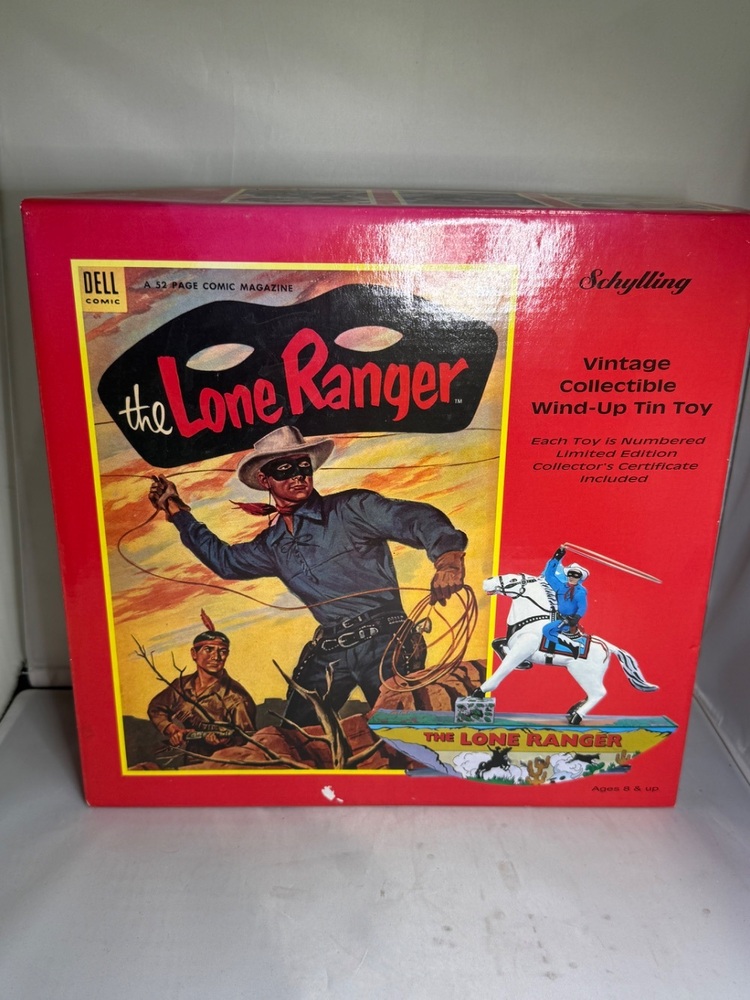 DELL
COMIC
A 52 PAGE COMIC MAGAZINE
the Lone Ranger™
Schylling
Vintage
Collectible
Wind-Up Tin Toy
Each Toy is Numbered
Limited Edition
Collector's Certificate
Included
THE LONE RANGER
Ages 8 & up